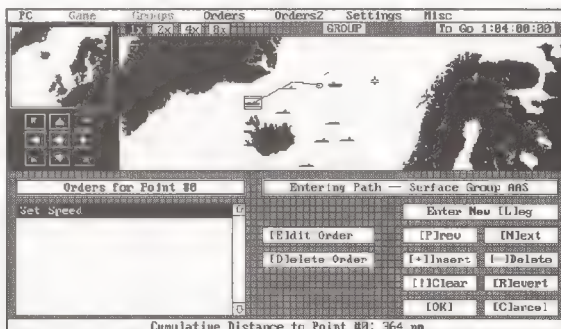 PC Game Groups Orders Orders2 Settings Misc
1x 2x 4x 8x GROUP To Go 1:04:00:00
Orders for Point #0
Entering Path — Surface Group AAS
Set Speed
Enter New [L]eg
[E]dit Order
[P]rev [N]ext
[D]elete Order
[+]Insert [-]Delete
[!]Clear [R]evert
[OK] [C]ancel
Cumulative Distance to Point #0: 364 nm